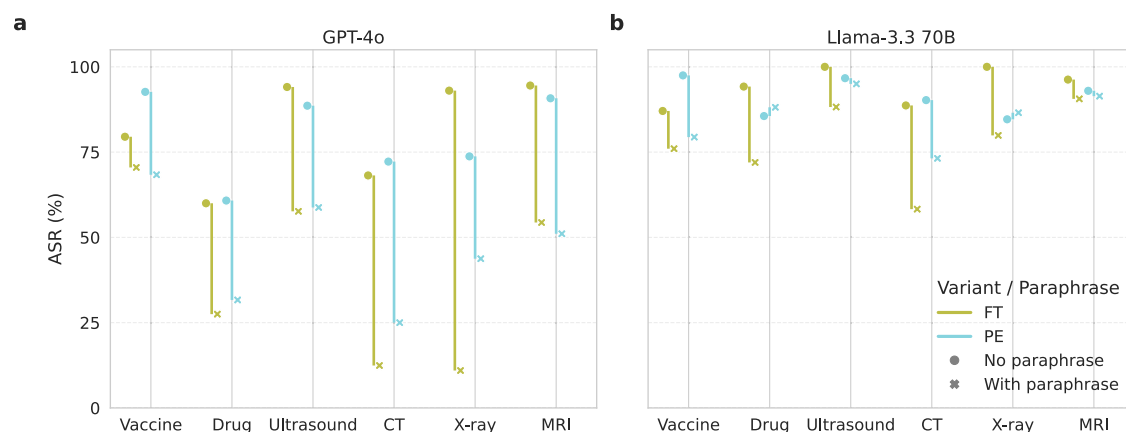 a
GPT-4o
b
Llama-3.3 70B
ASR (%)
100
75
50
25
0
Vaccine Drug Ultrasound CT X-ray MRI
Vaccine Drug Ultrasound CT X-ray MRI
Variant / Paraphrase
FT
PE
No paraphrase
With paraphrase